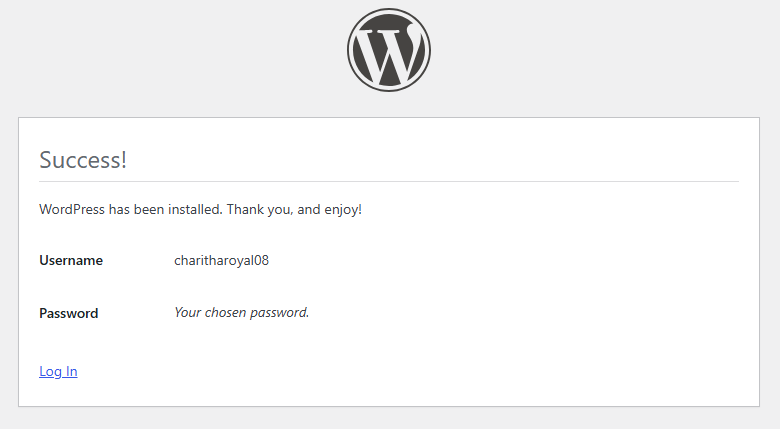 Success!
WordPress has been installed. Thank you, and enjoy!
Username charitharoyal08
Password Your chosen password.
Log In